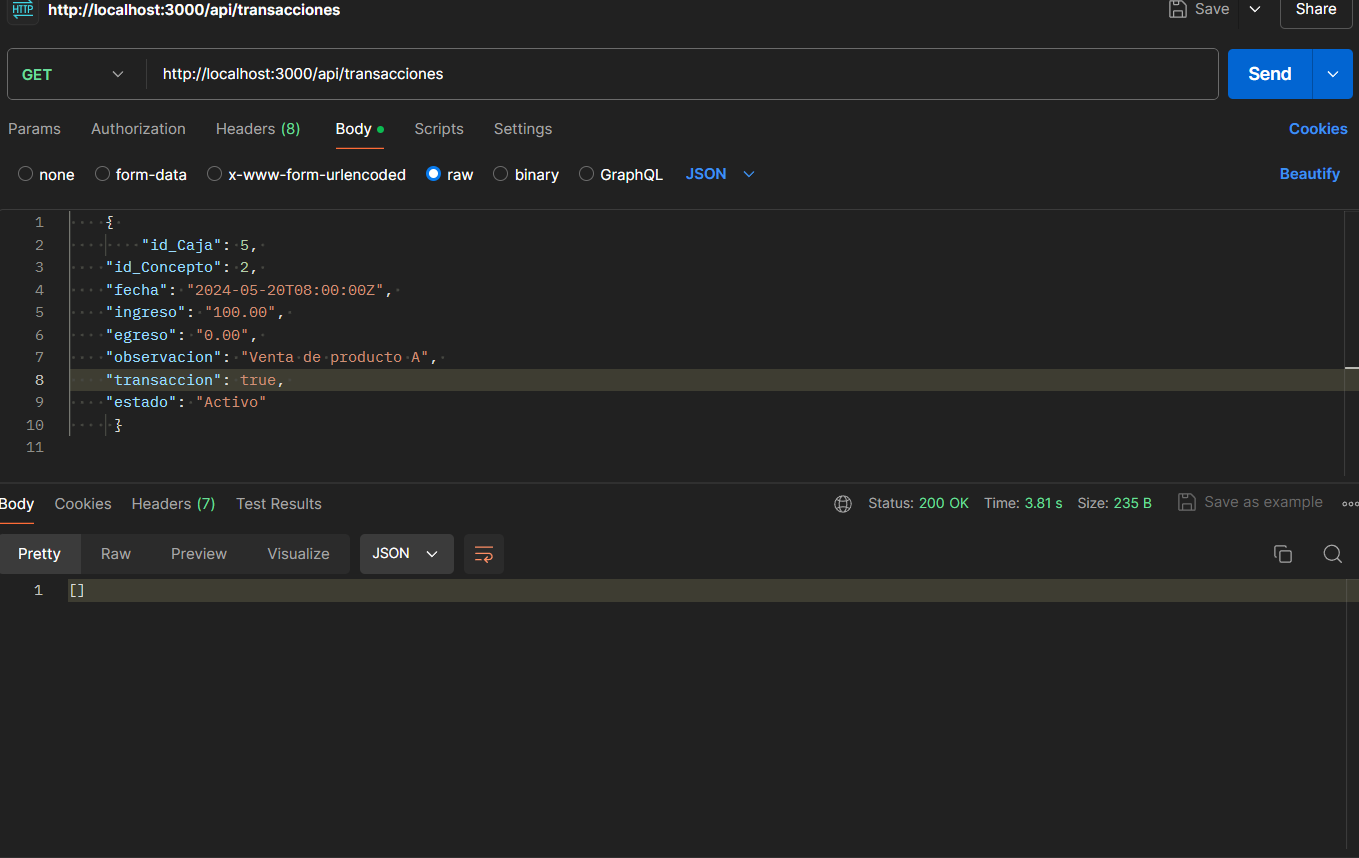 HTTP http://localhost:3000/api/transacciones Save Share
GET http://localhost:3000/api/transacciones Send
Params Authorization Headers (8) Body Scripts Settings Cookies
none form-data x-www-form-urlencoded raw binary GraphQL JSON Beautify
1 {
2 "id_Caja": 5,
3 "id_Concepto": 2,
4 "fecha": "2024-05-20T08:00:00Z",
5 "ingreso": "100.00",
6 "egreso": "0.00",
7 "observacion": "Venta de producto A",
8 "transaccion": true,
9 "estado": "Activo"
10 }
11
Body Cookies Headers (7) Test Results Status: 200 OK Time: 3.81 s Size: 235 B Save as example
Pretty Raw Preview Visualize JSON
1 []